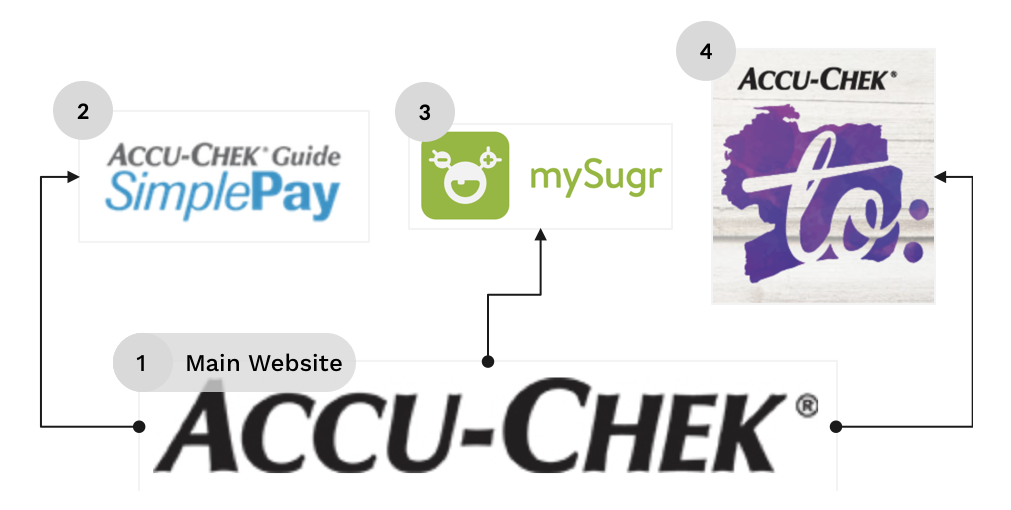 4
ACCU-CHEK®
to:
2
ACCU-CHEK® Guide
SimplePay
3
mySugr
1 Main Website
ACCU-CHEK®